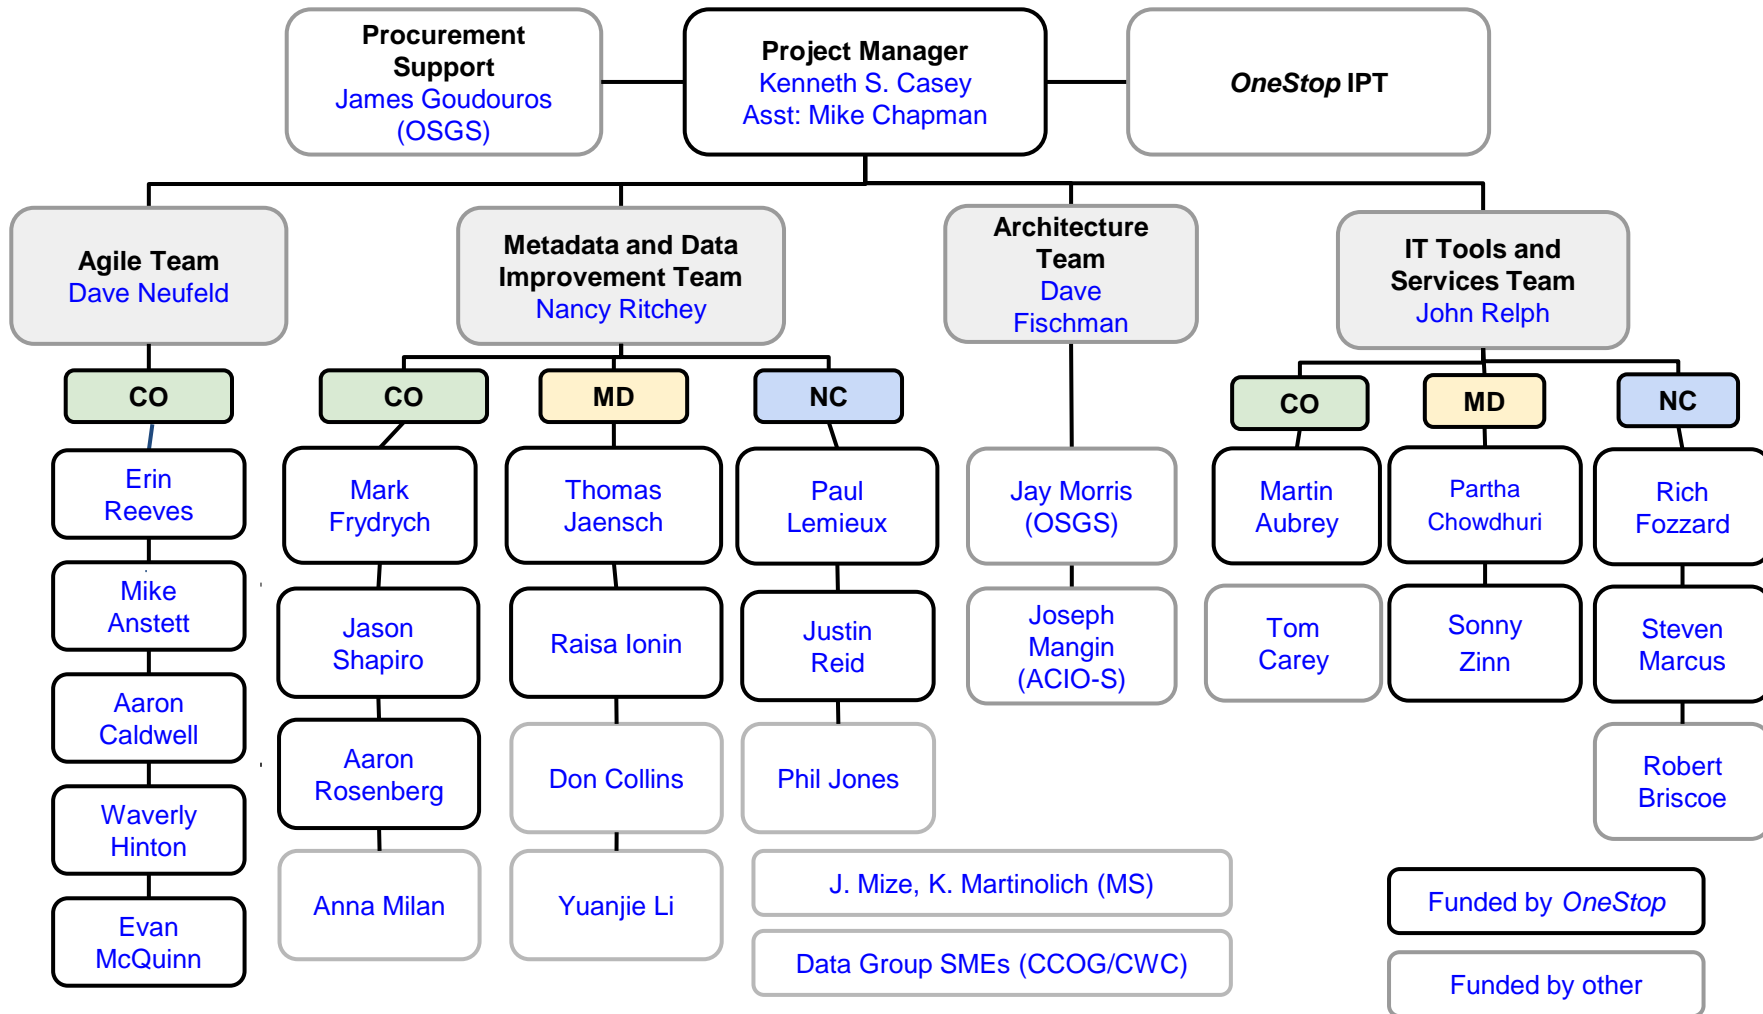 Procurement
Support
James Goudouros
(OSGS)
Project Manager
Kenneth S. Casey
Asst: Mike Chapman
OneStop IPT
Agile Team
Dave Neufeld
Metadata and Data
Improvement Team
Nancy Ritchey
Architecture
Team
Dave
Fischman
IT Tools and
Services Team
John Relph
CO
Erin
Reeves
Mike
Anstett
Aaron
Caldwell
Waverly
Hinton
Evan
McQuinn
CO
Mark
Frydrych
Jason
Shapiro
Aaron
Rosenberg
Anna Milan
MD
Thomas
Jaensch
Raisa Ionin
Don Collins
Yuanjie Li
NC
Paul
Lemieux
Justin
Reid
Phil Jones
J. Mize, K. Martinolich (MS)
Data Group SMEs (CCOG/CWC)
Jay Morris
(OSGS)
Joseph
Mangin
(ACIO-S)
CO
Martin
Aubrey
Tom
Carey
MD
Partha
Chowdhuri
Sonny
Zinn
NC
Rich
Fozzard
Steven
Marcus
Robert
Briscoe
Funded by OneStop
Funded by other